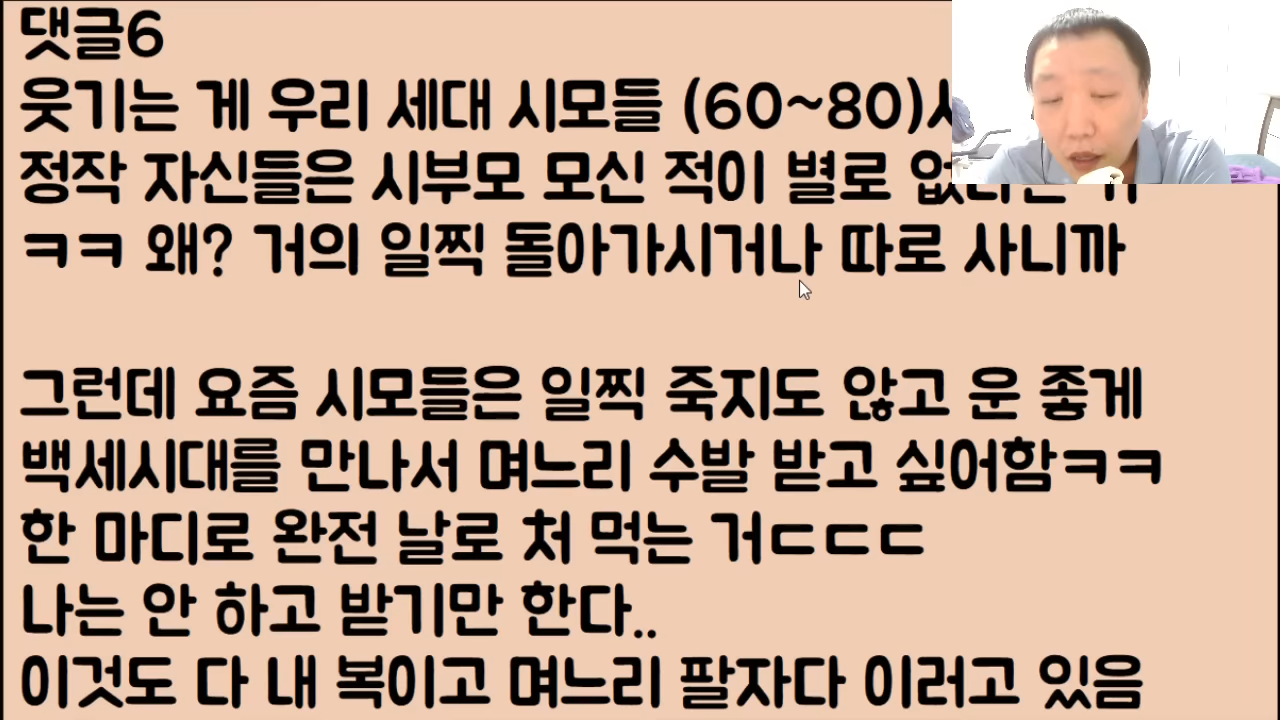 댓글6
웃기는 게 우리 세대 시모들 (60~80)
정작 자신들은 시부모 모신 적이 별로
ㅋㅋ 왜? 거의 일찍 돌아가시거나 따로 사니까
그런데 요즘 시모들은 일찍 죽지도 않고 운 좋게
백세시대를 만나서 며느리 수발 받고 싶어함ㅋㅋ
한 마디로 완전 날로 처 먹는 거ㄷㄷㄷ
나는 안 하고 받기만 한다..
이것도 다 내 복이고 며느리 팔자다 이러고 있음